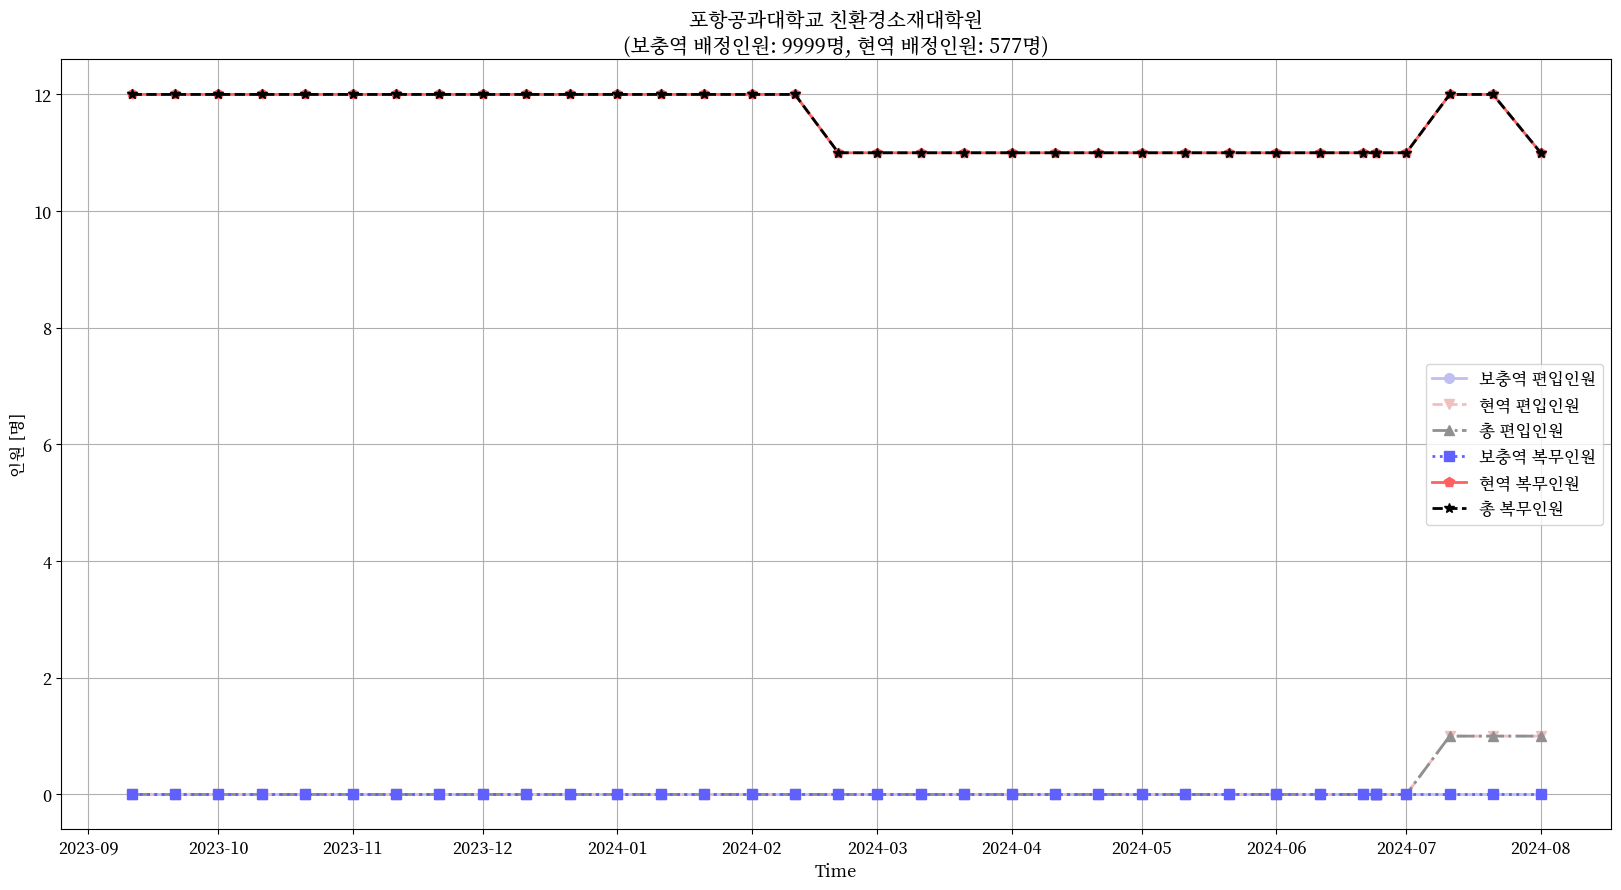 포항공과대학교 친환경소재대학원
(보충역 배정인원: 9999명, 현역 배정인원: 577명)
인원 [명]
12
10
8
6
4
2
0
보충역 편입인원
현역 편입인원
총 편입인원
보충역 복무인원
현역 복무인원
총 복무인원
2023-09 2023-10 2023-11 2023-12 2024-01 2024-02 2024-03 2024-04 2024-05 2024-06 2024-07 2024-08
Time